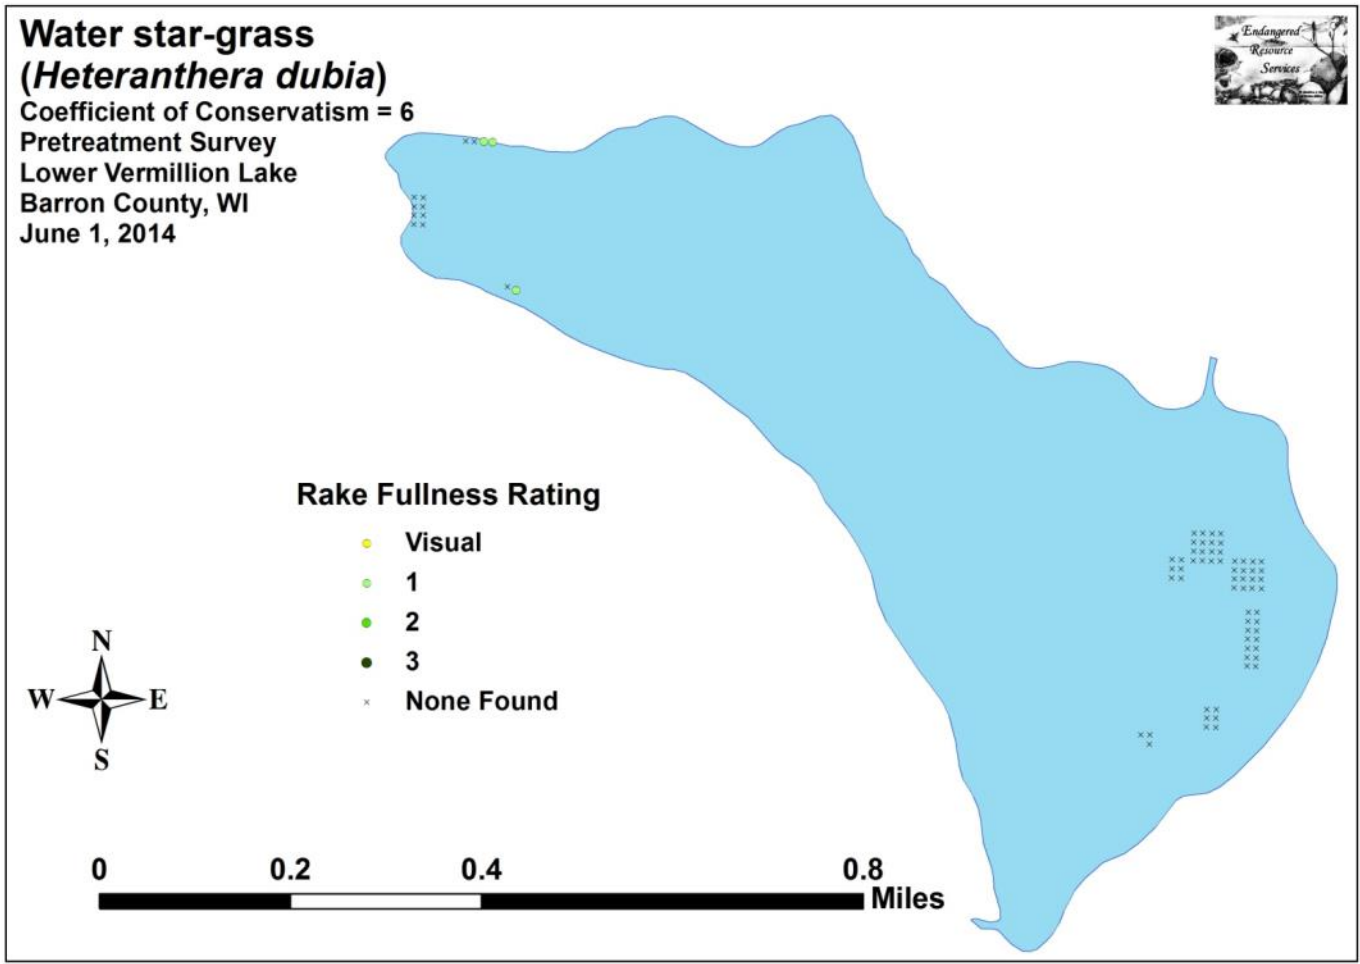 Water star-grass
(Heteranthera dubia)
Coefficient of Conservatism = 6
Pretreatment Survey
Lower Vermillion Lake
Barron County, WI
June 1, 2014
Endangered
Resource
Services
Rake Fullness Rating
Visual
1
2
3
None Found
N
W E
S
0 0.2 0.4 0.8
Miles